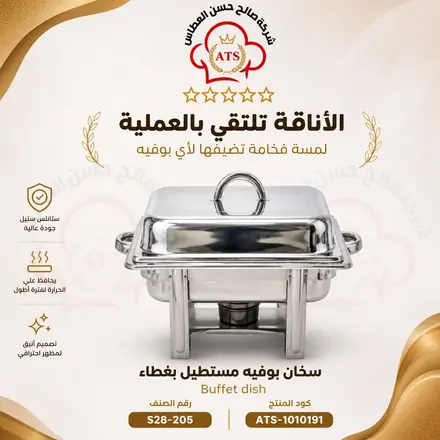 شركة صالح حسن العطاس
ATS
الأناقة تلتقي بالعملية
لمسة فخامة تضيفها لأي بوفيه
ستانلس ستيل
جودة عالية
يحافظ علي
الحرارة لفترة أطول
تصميم أنيق
لمظهر احترافي
سخان بوفيه مستطيل بغطاء
Buffet dish
كود المنتج
رقم الصنف
ATS-1010191
S28-205